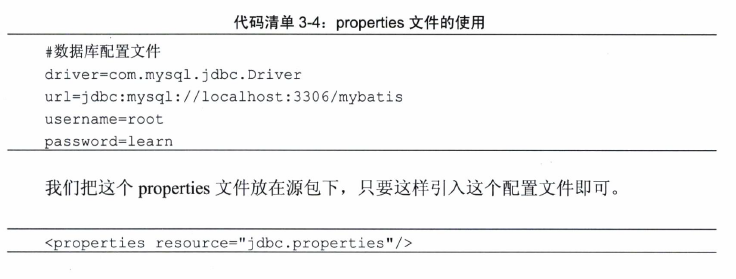 代码清单 3-4：properties 文件的使用
#数据库配置文件
driver=com.mysql.jdbc.Driver
url=jdbc:mysql://localhost:3306/mybatis
username=root
password=learn
我们把这个 properties 文件放在源包下，只要这样引入这个配置文件即可。
<properties resource="jdbc.properties"/>